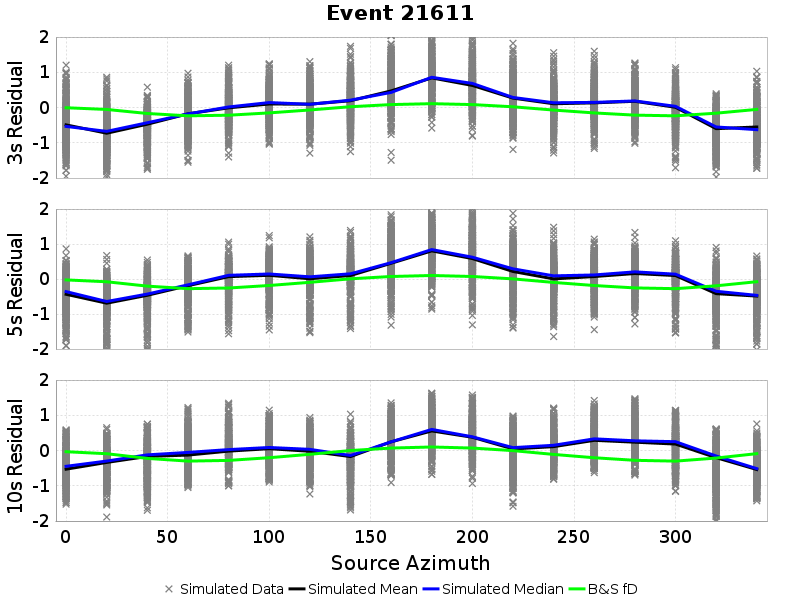 Event 21611
3s Residual
2
1
0
-1
-2
5s Residual
2
1
0
-1
-2
10s Residual
2
1
0
-1
-2
0 50 100 150 200 250 300
Source Azimuth
Simulated Data Simulated Mean Simulated Median B&S fD